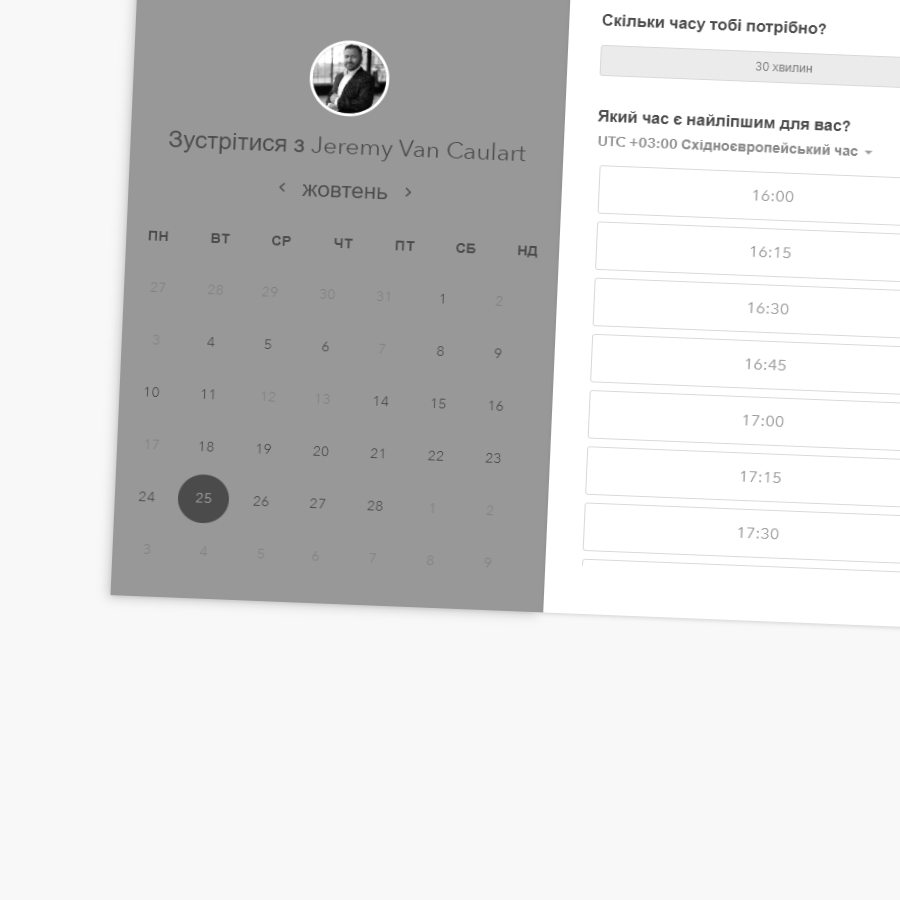 Зустрітися з Jeremy Van Caulart
жовтень
ПН ВТ СР ЧТ ПТ СБ НД
27 28 29 30 31 1 2
3 4 5 6 7 8 9
10 11 12 13 14 15 16
17 18 19 20 21 22 23
24 25 26 27 28 1 2
3 4 5 6 7 8 9
Скільки часу тобі потрібно?
30 хвилин
Який час є найліпшим для вас?
UTC +03:00 Східноєвропейський час
16:00
16:15
16:30
16:45
17:00
17:15
17:30